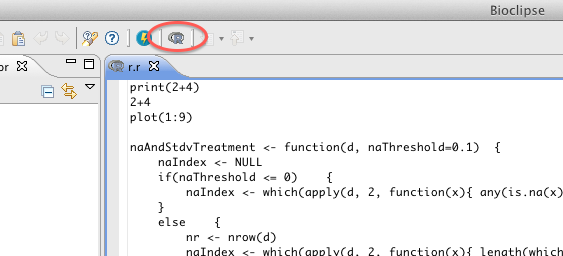 Bioclipse
or
r.r
print(2+4)
2+4
plot(1:9)
naAndStdvTreatment <- function(d, naThreshold=0.1)  {
    naIndex <- NULL
    if(naThreshold <= 0)    {
        naIndex <- which(apply(d, 2, function(x){ any(is.na(x)
    }
    else    {
        nr <- nrow(d)
        naIndex <- which(apply(d, 2, function(x){ length(which(